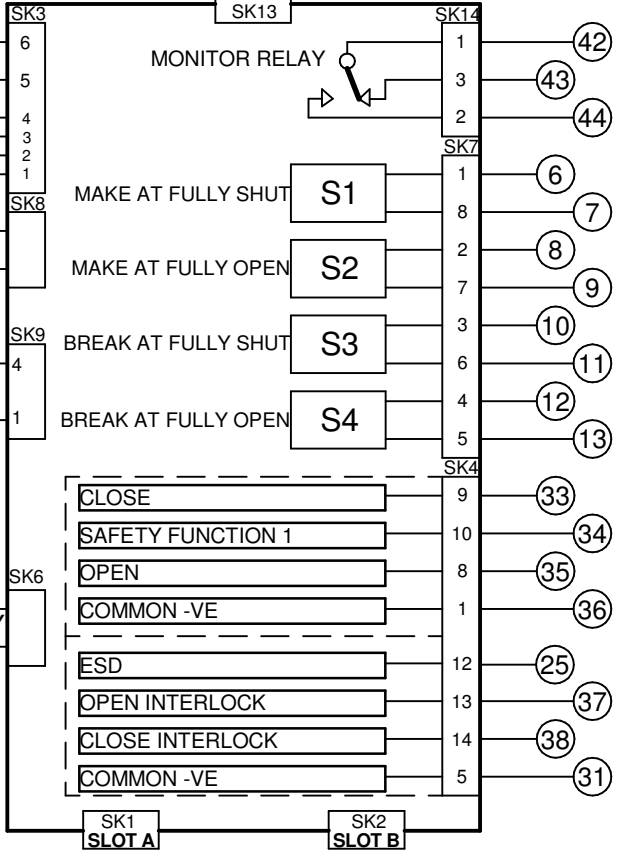 SK3
SK13
SK14
6
MONITOR RELAY
1
42
5
3
43
4
2
44
3
2
1
SK7
MAKE AT FULLY SHUT
S1
1
6
SK8
8
7
MAKE AT FULLY OPEN
S2
2
8
7
9
SK9
BREAK AT FULLY SHUT
S3
3
10
4
6
11
1
BREAK AT FULLY OPEN
S4
4
12
5
13
SK4
CLOSE
9
33
SAFETY FUNCTION 1
10
34
SK6
OPEN
8
35
COMMON -VE
1
36
ESD
12
25
OPEN INTERLOCK
13
37
CLOSE INTERLOCK
14
38
COMMON -VE
5
31
SK1
SLOT A
SK2
SLOT B